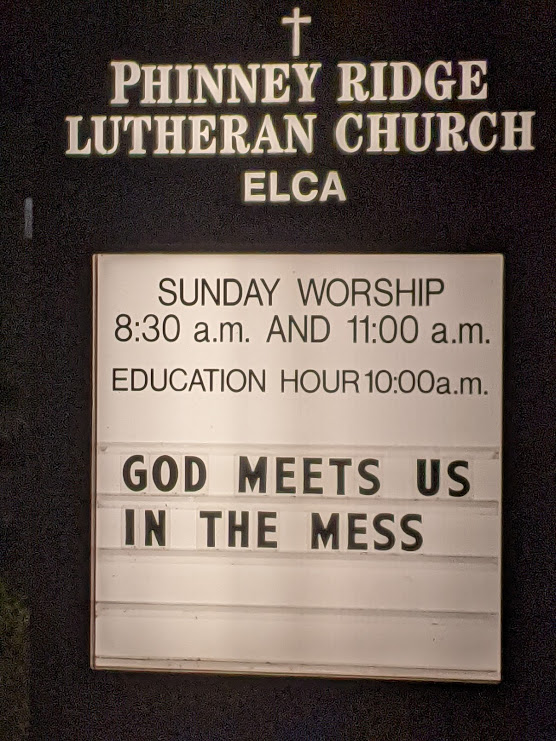 PHINNEY RIDGE
LUTHERAN CHURCH
ELCA
SUNDAY WORSHIP
8:30 a.m. AND 11:00 a.m.
EDUCATION HOUR 10:00a.m.
GOD MEETS US
IN THE MESS